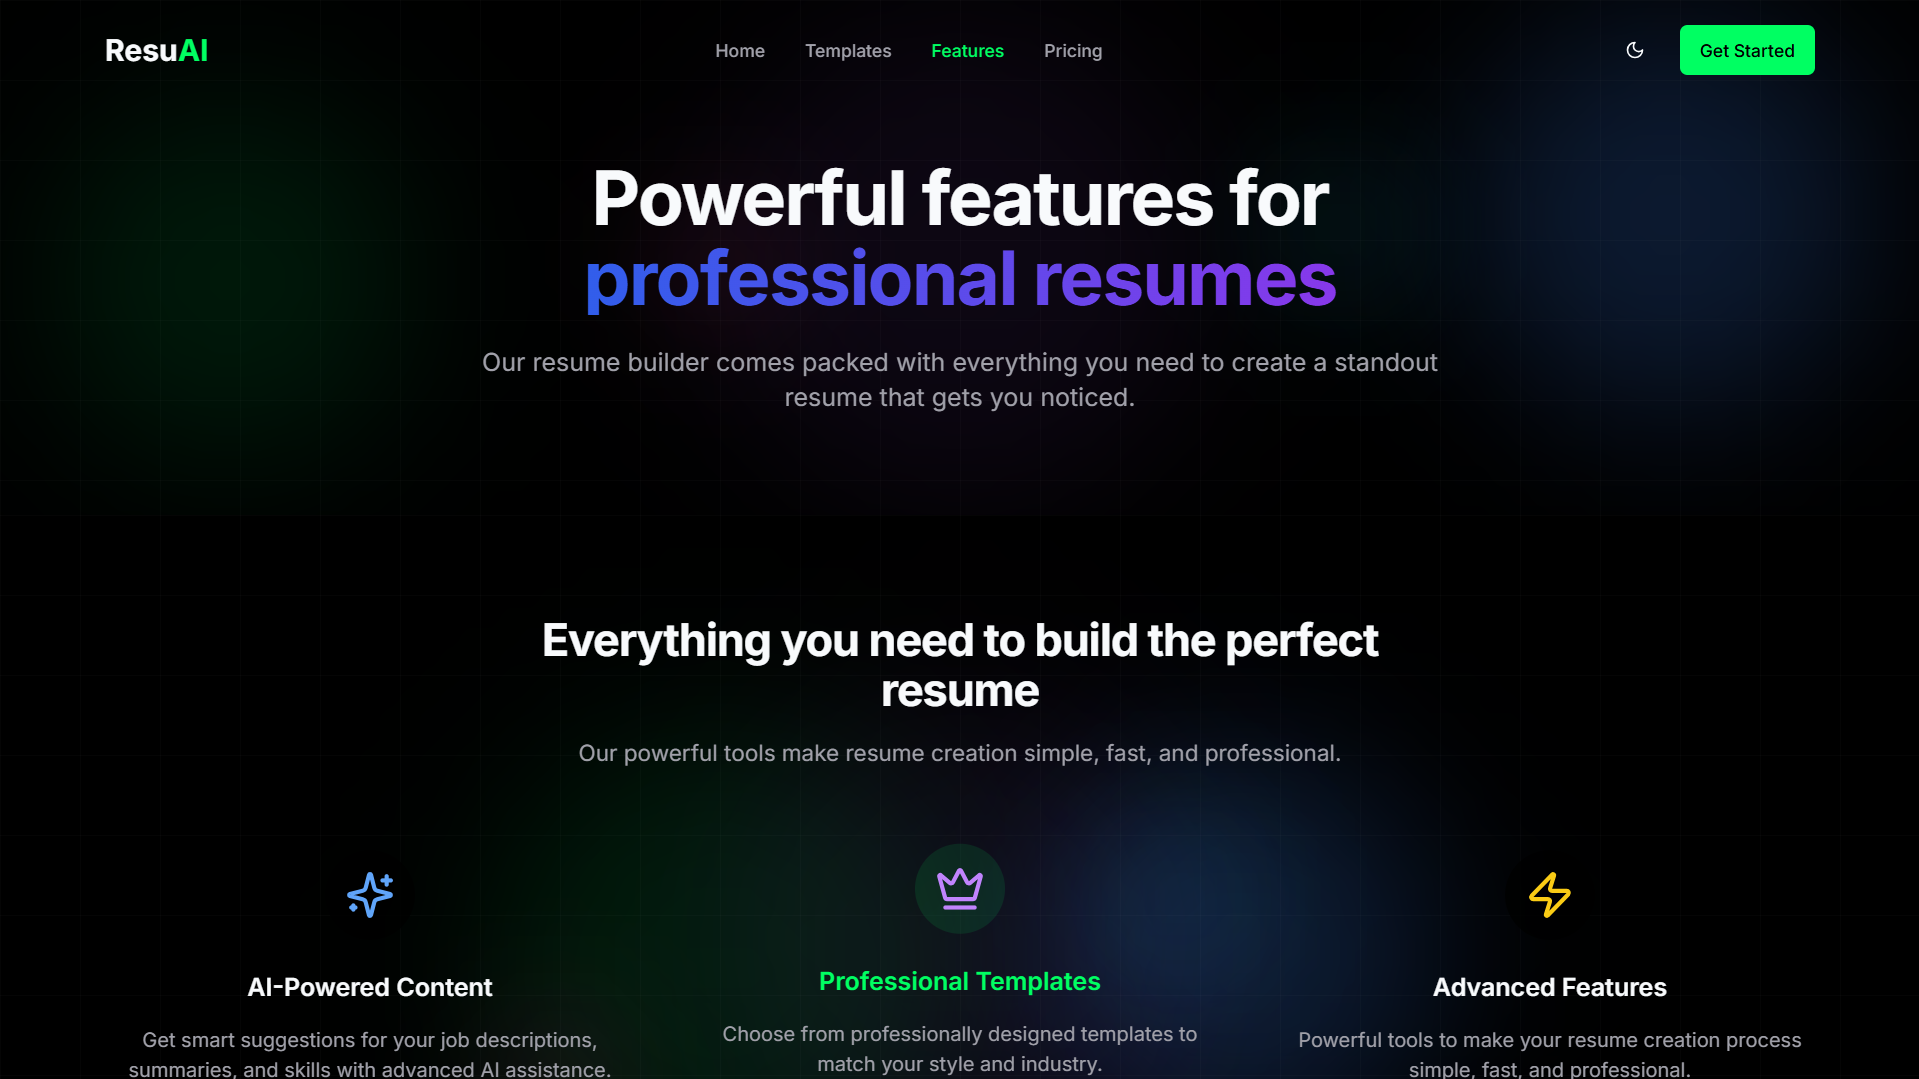 ResuAI
Home
Templates
Features
Pricing
Get Started
Powerful features for
professional resumes
Our resume builder comes packed with everything you need to create a standout
resume that gets you noticed.
Everything you need to build the perfect
resume
Our powerful tools make resume creation simple, fast, and professional.
AI-Powered Content
Get smart suggestions for your job descriptions,
summaries, and skills with advanced AI assistance.
Professional Templates
Choose from professionally designed templates to
match your style and industry.
Advanced Features
Powerful tools to make your resume creation process
simple, fast, and professional.